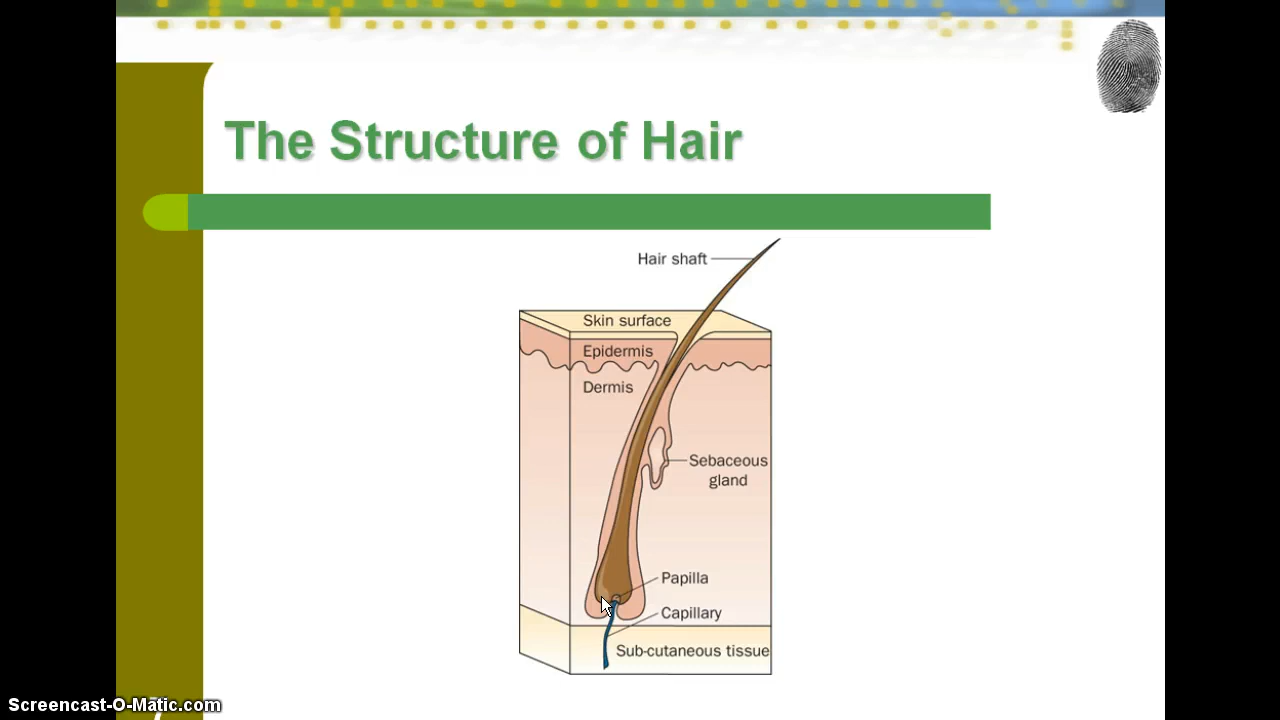 The Structure of Hair
Hair shaft
Skin surface
Epidermis
Dermis
Sebaceous
gland
Papilla
Capillary
Sub-cutaneous tissue
Screencast-O-Matic.com